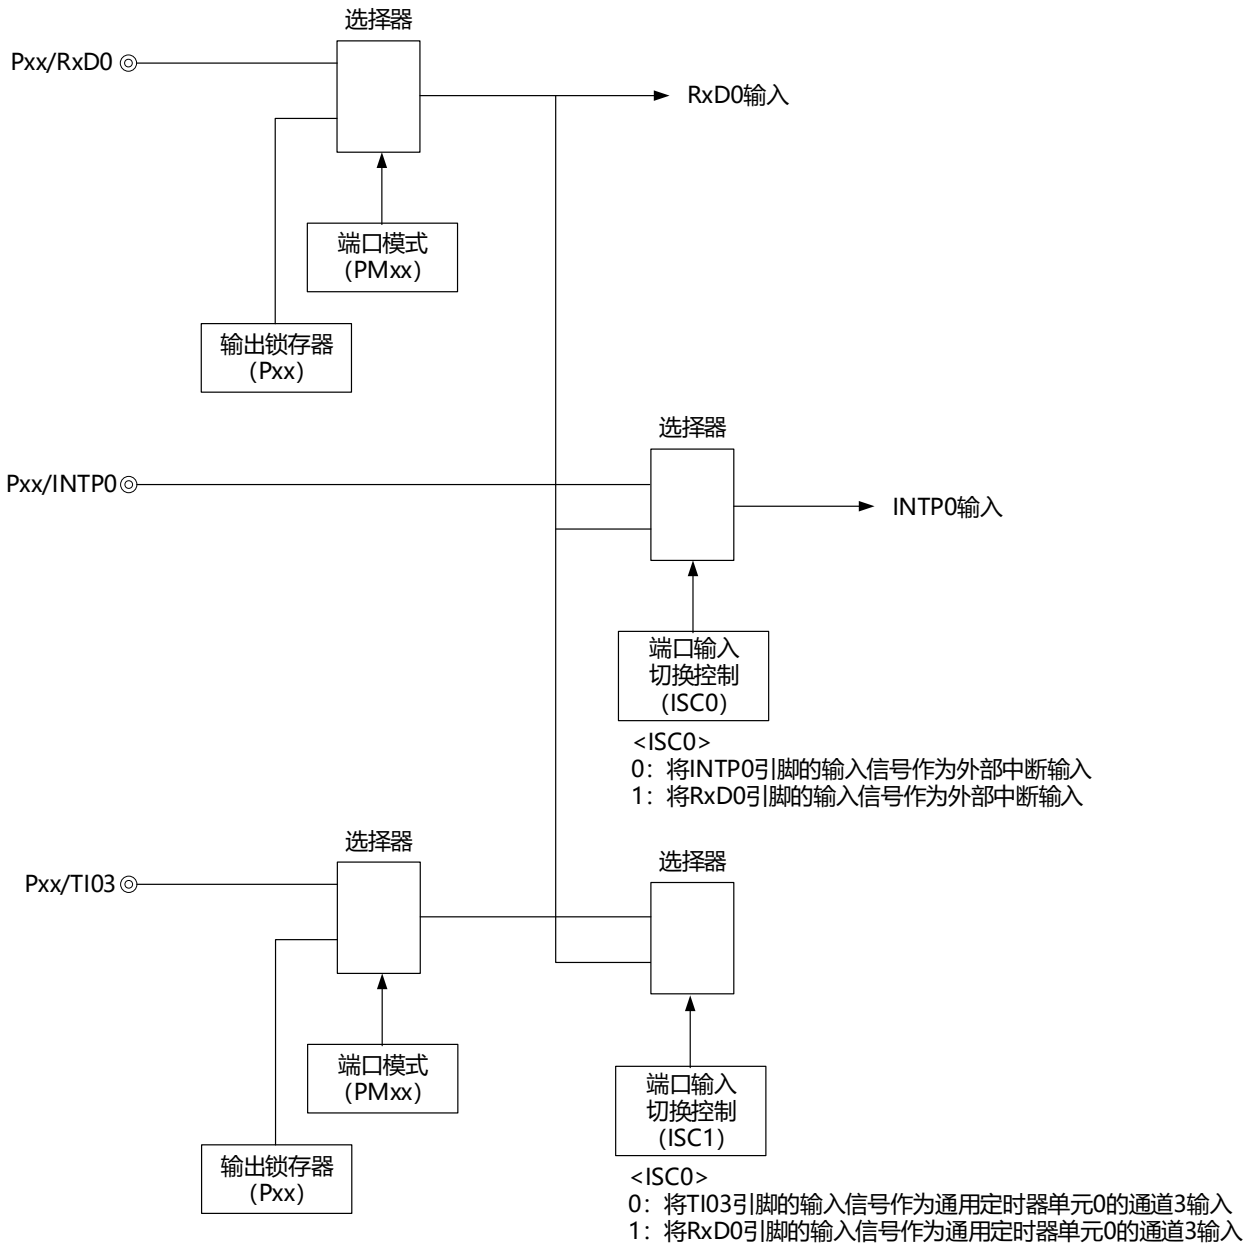 选择器
Pxx/RxD0
RxD0输入
端口模式
（PMxx）
输出锁存器
（Pxx）
选择器
Pxx/INTP0
INTP0输入
端口输入
切换控制
（ISC0）
<ISC0>
0：将INTP0引脚的输入信号作为外部中断输入
1：将RxD0引脚的输入信号作为外部中断输入
选择器
选择器
Pxx/TI03
端口模式
（PMxx）
端口输入
切换控制
（ISC1）
输出锁存器
（Pxx）
<ISC0>
0：将TI03引脚的输入信号作为通用定时器单元0的通道3输入
1：将RxD0引脚的输入信号作为通用定时器单元0的通道3输入